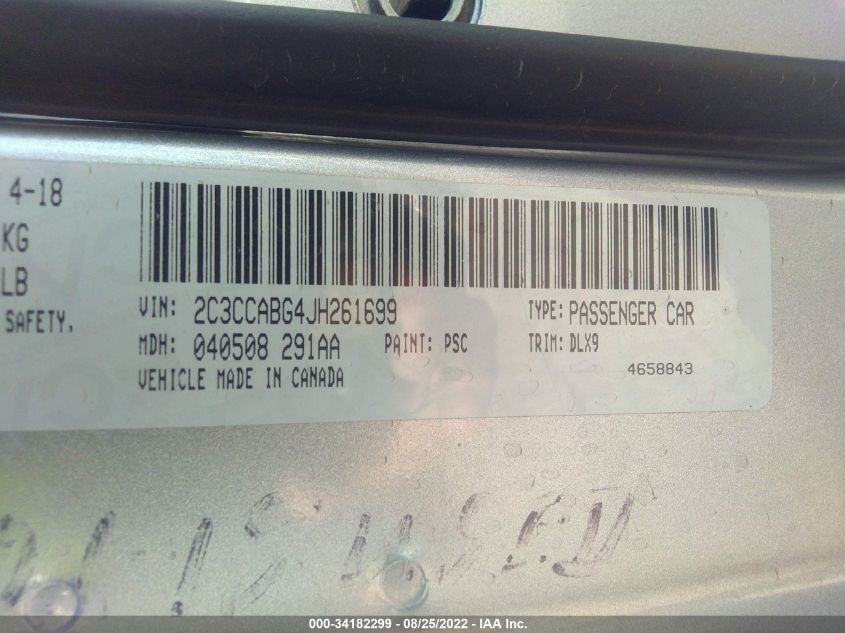 4-18
KG
LB
SAFETY.
VIN: 2C3CCABG4JH261699 TYPE: PASSENGER CAR
MDH: 040508 291AA PAINT: PSC TRIM: DLX9
VEHICLE MADE IN CANADA 4658843
000-34182299 - 08/25/2022 - IAA Inc.